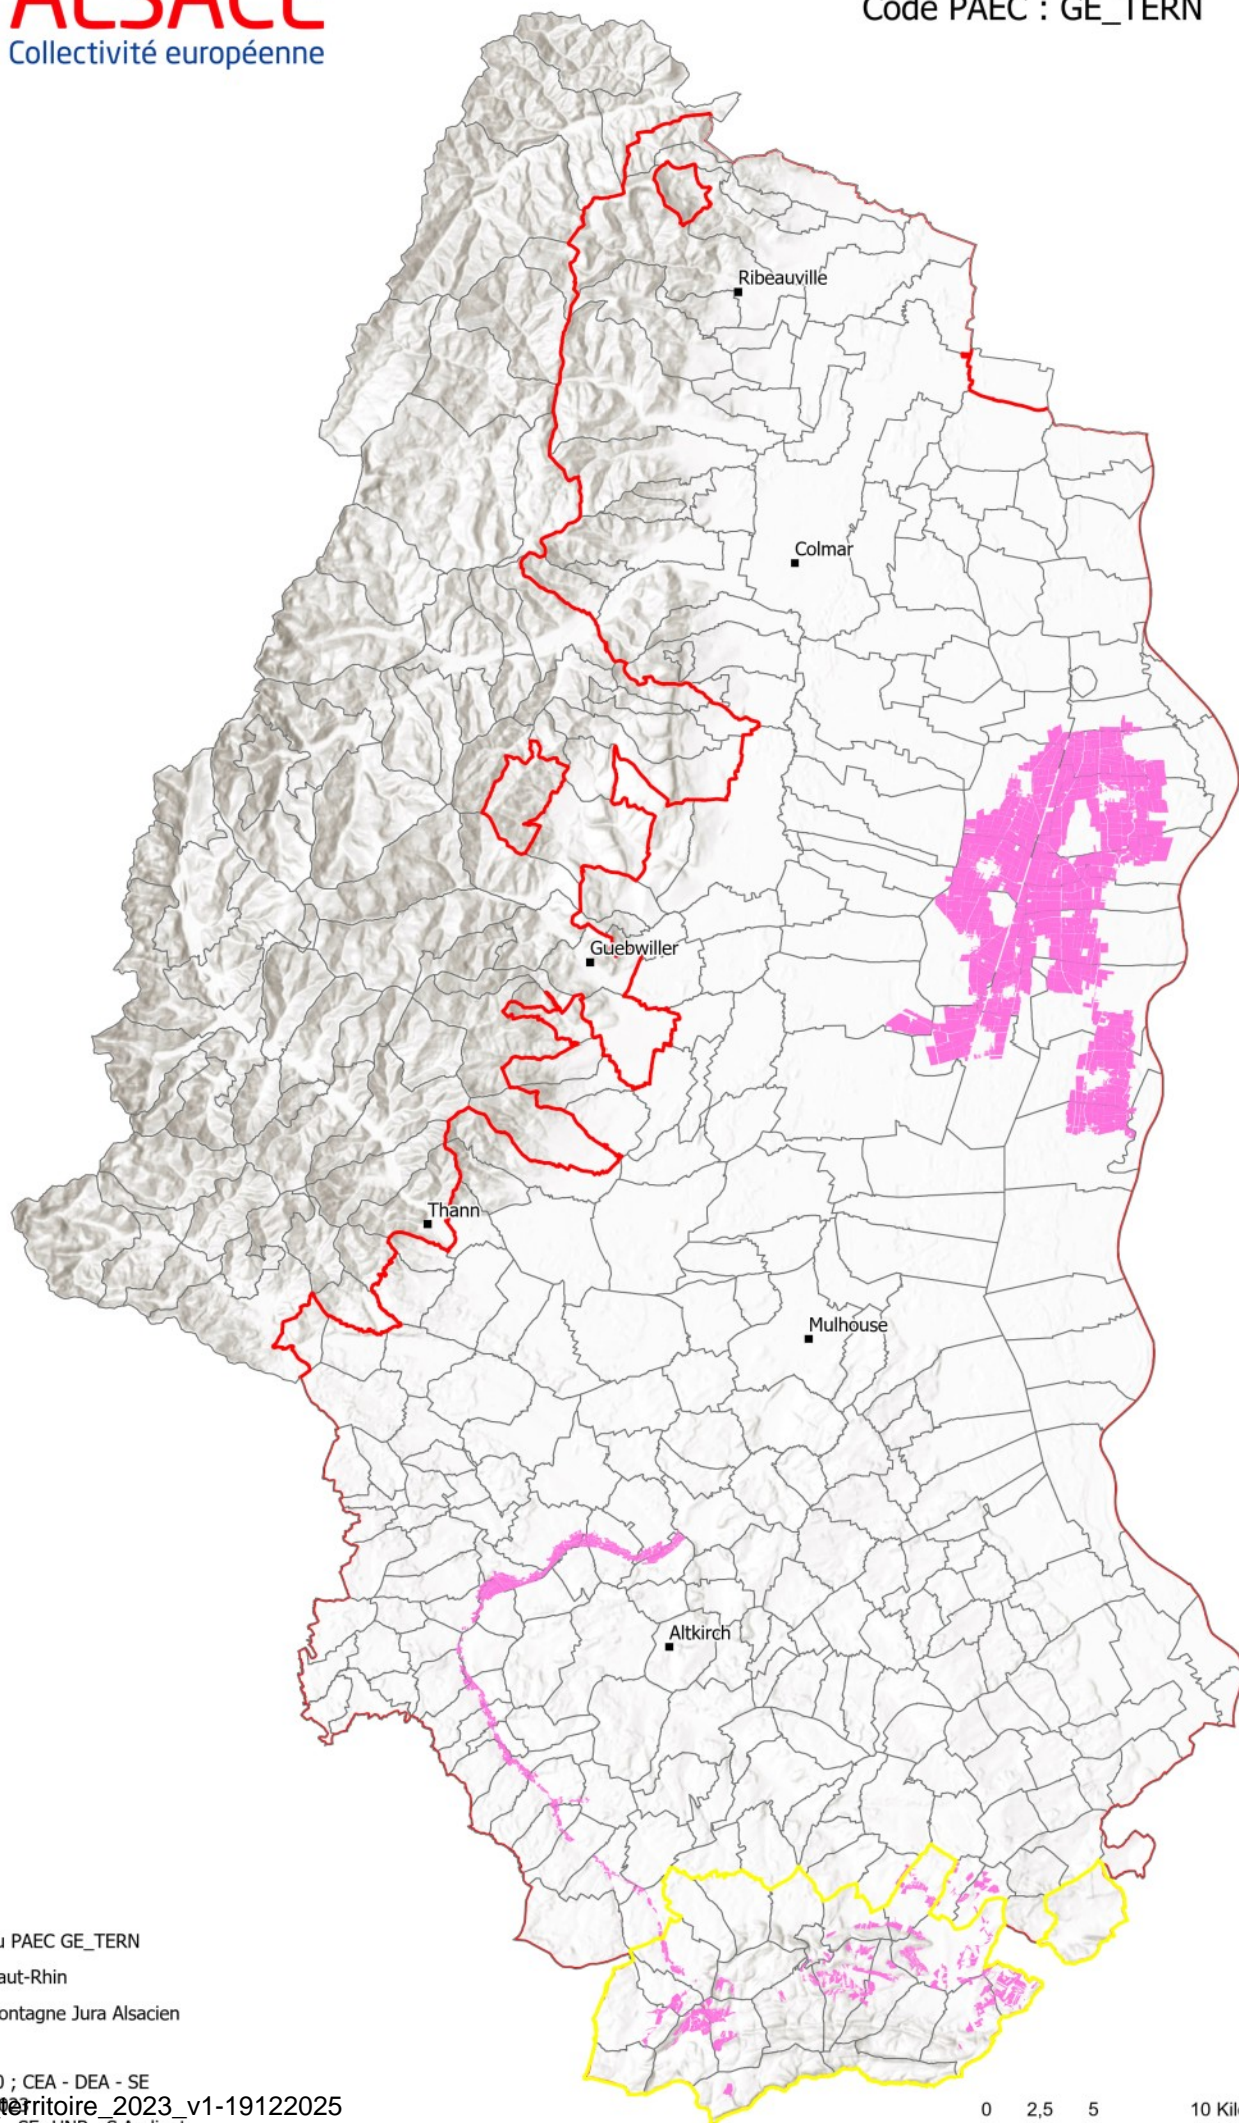 ALSACE
Collectivité européenne
Code PAEC : GE_TERN
Ribeauville
Colmar
Guebwiller
Thann
Mulhouse
Altkirch
PAEC GE_TERN
aut-Rhin
ontagne Jura Alsacien
; CEA - DEA - SE
territoire_2023_v1-19122025
0 2,5 5 10 Kil